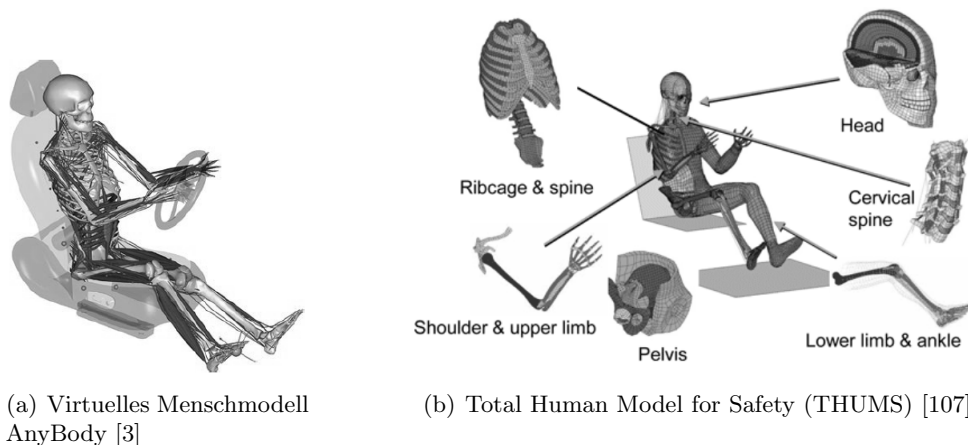 Head
Ribcage & spine
Cervical
spine
Shoulder & upper limb
Pelvis
Lower limb & ankle
(a) Virtuelles Menschmodell
AnyBody [3]
(b) Total Human Model for Safety (THUMS) [107]